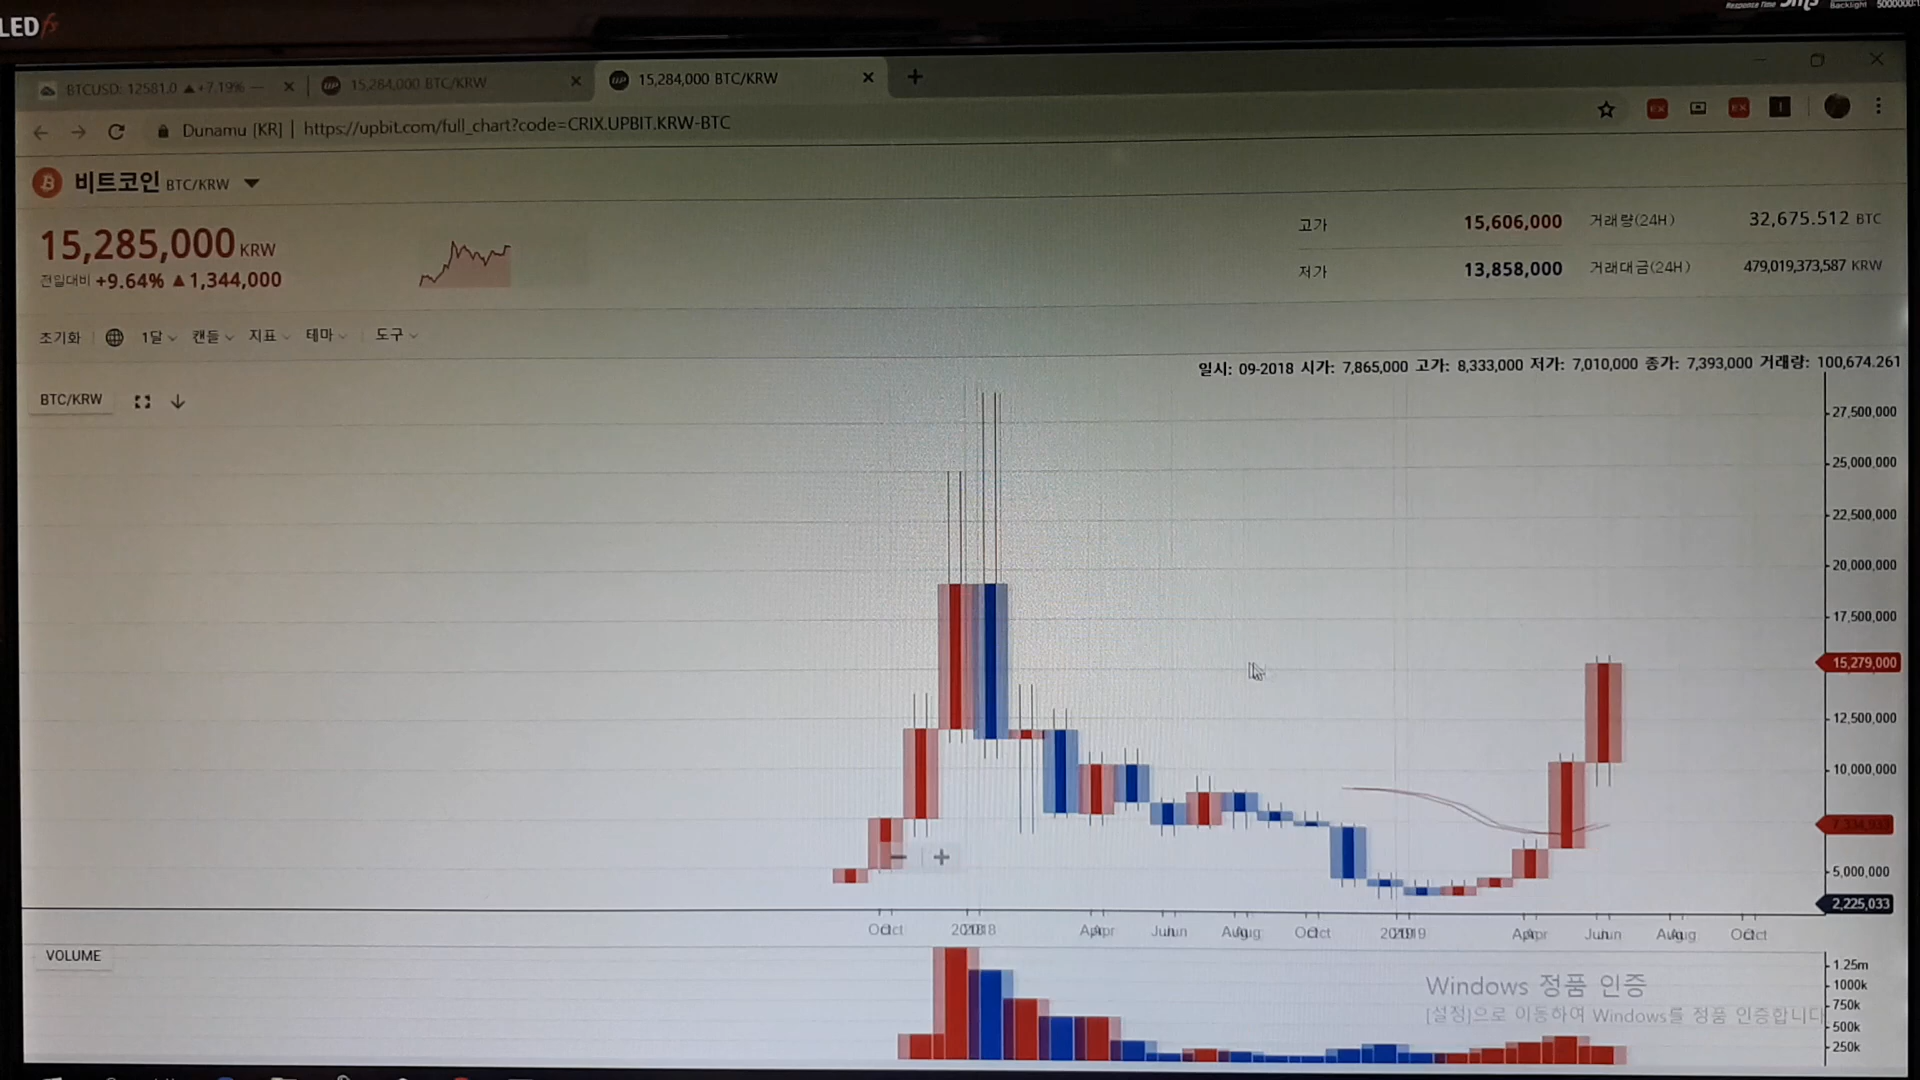 LEDfs
Response Time 5ms Backlight
BTCUSD: 12581.0 ▲+7.19% —
15,284,000 BTC/KRW
15,284,000 BTC/KRW
Dunamu [KR] | https://upbit.com/full_chart?code=CRIX.UPBIT.KRW-BTC
비트코인 BTC/KRW
15,285,000 KRW
전일대비 +9.64% ▲1,344,000
고가 15,606,000 거래량(24H) 32,675.512 BTC
저가 13,858,000 거래대금(24H) 479,019,373,587 KRW
초기화 1달 캔들 지표 테마 도구
일시: 09-2018 시가: 7,865,000 고가: 8,333,000 저가: 7,010,000 종가: 7,393,000 거래량: 100,674.261
BTC/KRW
27,500,000
25,000,000
22,500,000
20,000,000
17,500,000
15,279,000
12,500,000
10,000,000
5,000,000
2,225,033
Oct 2018 Apr Jun Aug Oct 2019 Apr Jun Aug Oct
VOLUME
1.25m
1000k
750k
500k
250k
Windows 정품 인증
[설정]으로 이동하여 Windows를 정품 인증합니다